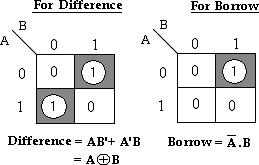 For Difference For Borrow
B B
A 0 1 A 0 1
0 0 1 0 0 1
1 1 0 1 0 0
Difference = AB'+ A'B Borrow = A̅ .B
= A⊕B